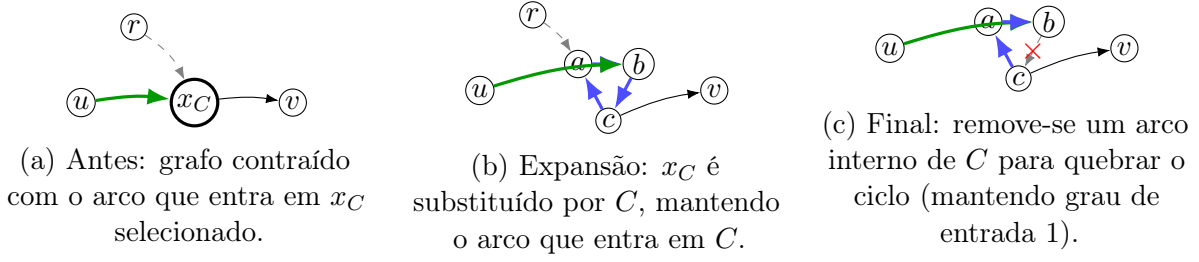 r
u
x_C
v
(a) Antes: grafo contraído
com o arco que entra em x_C
selecionado.
r
a
b
u
v
c
(b) Expansão: x_C é
substituído por C, mantendo
o arco que entra em C.
a
b
u
v
c
(c) Final: remove-se um arco
interno de C para quebrar o
ciclo (mantendo grau de
entrada 1).